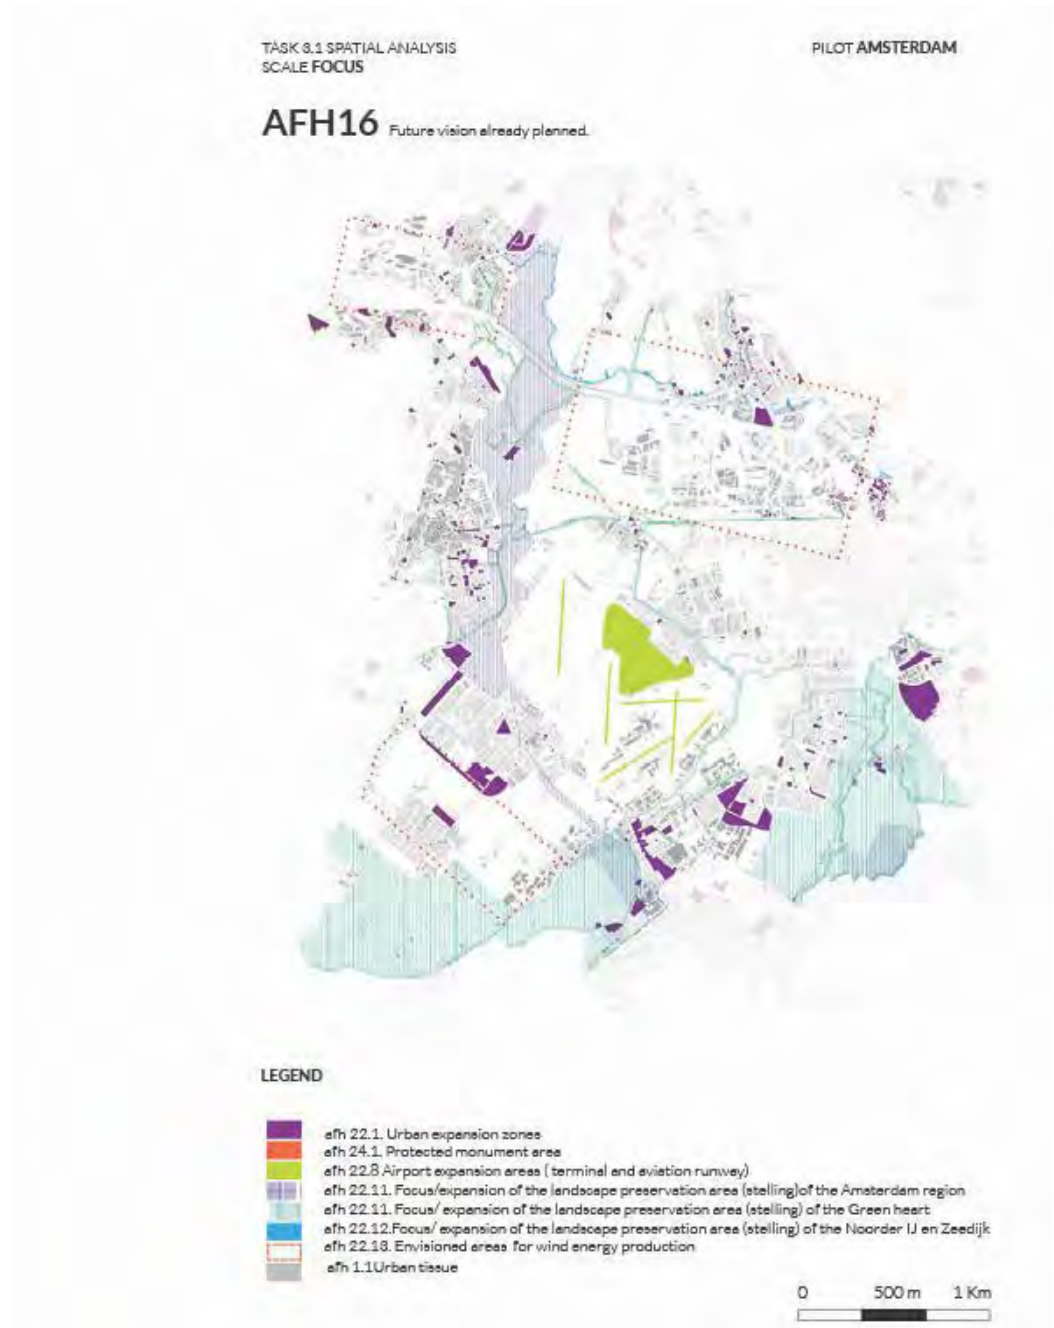 TASK 3.1 SPATIAL ANALYSIS
SCALE FOCUS
PILOT AMSTERDAM
AFH16 Future vision already planned.
LEGEND
afh 22.1. Urban expansion zones
afh 24.1. Protected monument area
afh 22.8 Airport expansion areas ( terminal and aviation runway)
afh 22.11. Focus/expansion of the landscape preservation area (stelling)of the Amsterdam region
afh 22.11. Focus/ expansion of the landscape preservation area (stelling) of the Green heart
afh 22.12.Focus/ expansion of the landscape preservation area (stelling) of the Noorder IJ en Zeedijk
afh 22.13. Envisioned areas for wind energy production
afh 1.1Urban tissue
0 500 m 1 Km